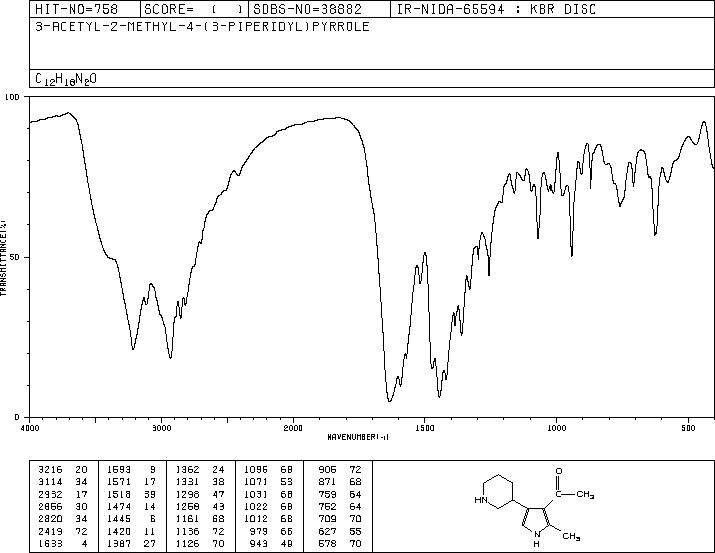 HIT-NO=758 SCORE= ( ) SDBS-NO=38882 IR-NIDA-65594 : KBR DISC
3-ACETYL-2-METHYL-4-(3-PIPERIDYL)PYRROLE
C12H18N2O
100
TRANSMITTANCE(%)
50
0
4000 3000 2000 1500 1000 500
WAVENUMBER(-1)
3216 20 1593 9 1362 24 1096 68 906 72
3114 34 1571 17 1331 38 1071 53 871 68
2932 17 1518 39 1298 47 1031 68 759 64
2866 30 1474 14 1258 43 1022 68 752 64
2820 34 1445 6 1161 68 1012 68 709 70
2419 72 1420 11 1136 72 979 66 627 55
1633 4 1387 27 1126 70 943 49 578 70
O
C CH3
HN
CH3
N
H